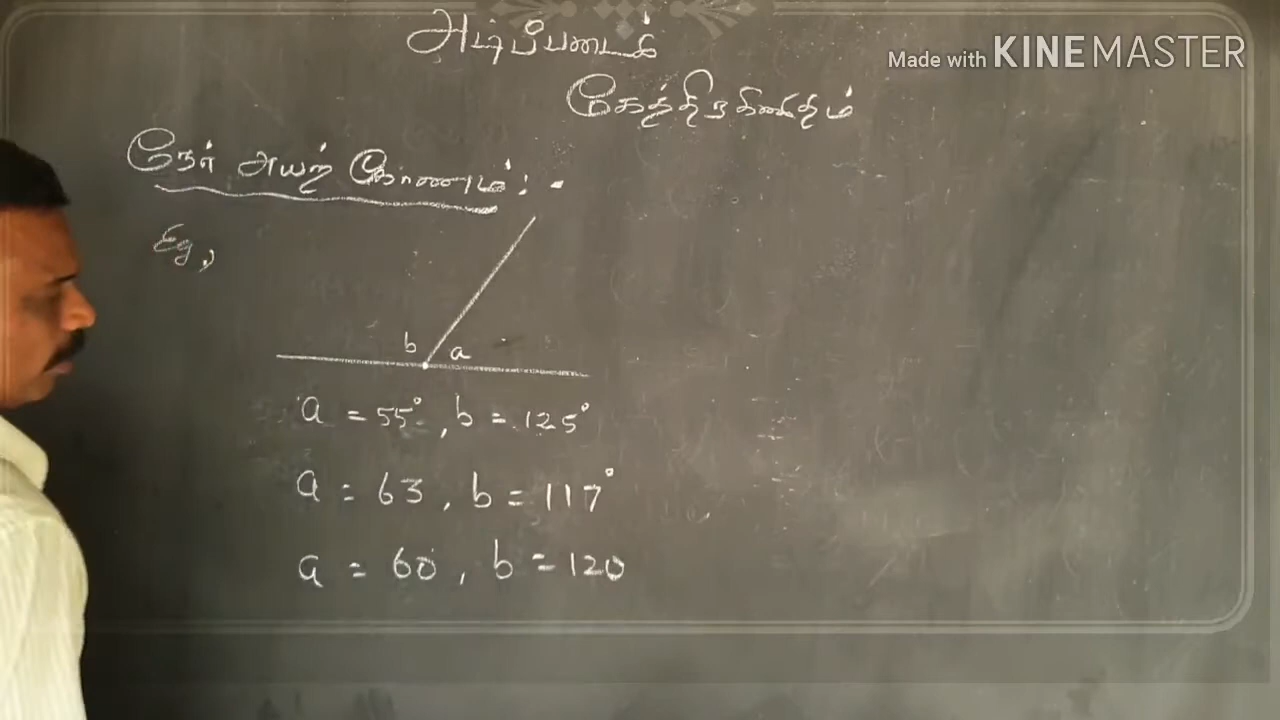 அடிப்படைக்
Made with KINEMASTER
கேத்திரகணிதம்
நேர் அயற் கோணம் : -
Eg,
b a
a = 55°, b = 125°
a = 63, b = 117°
a = 60, b = 120